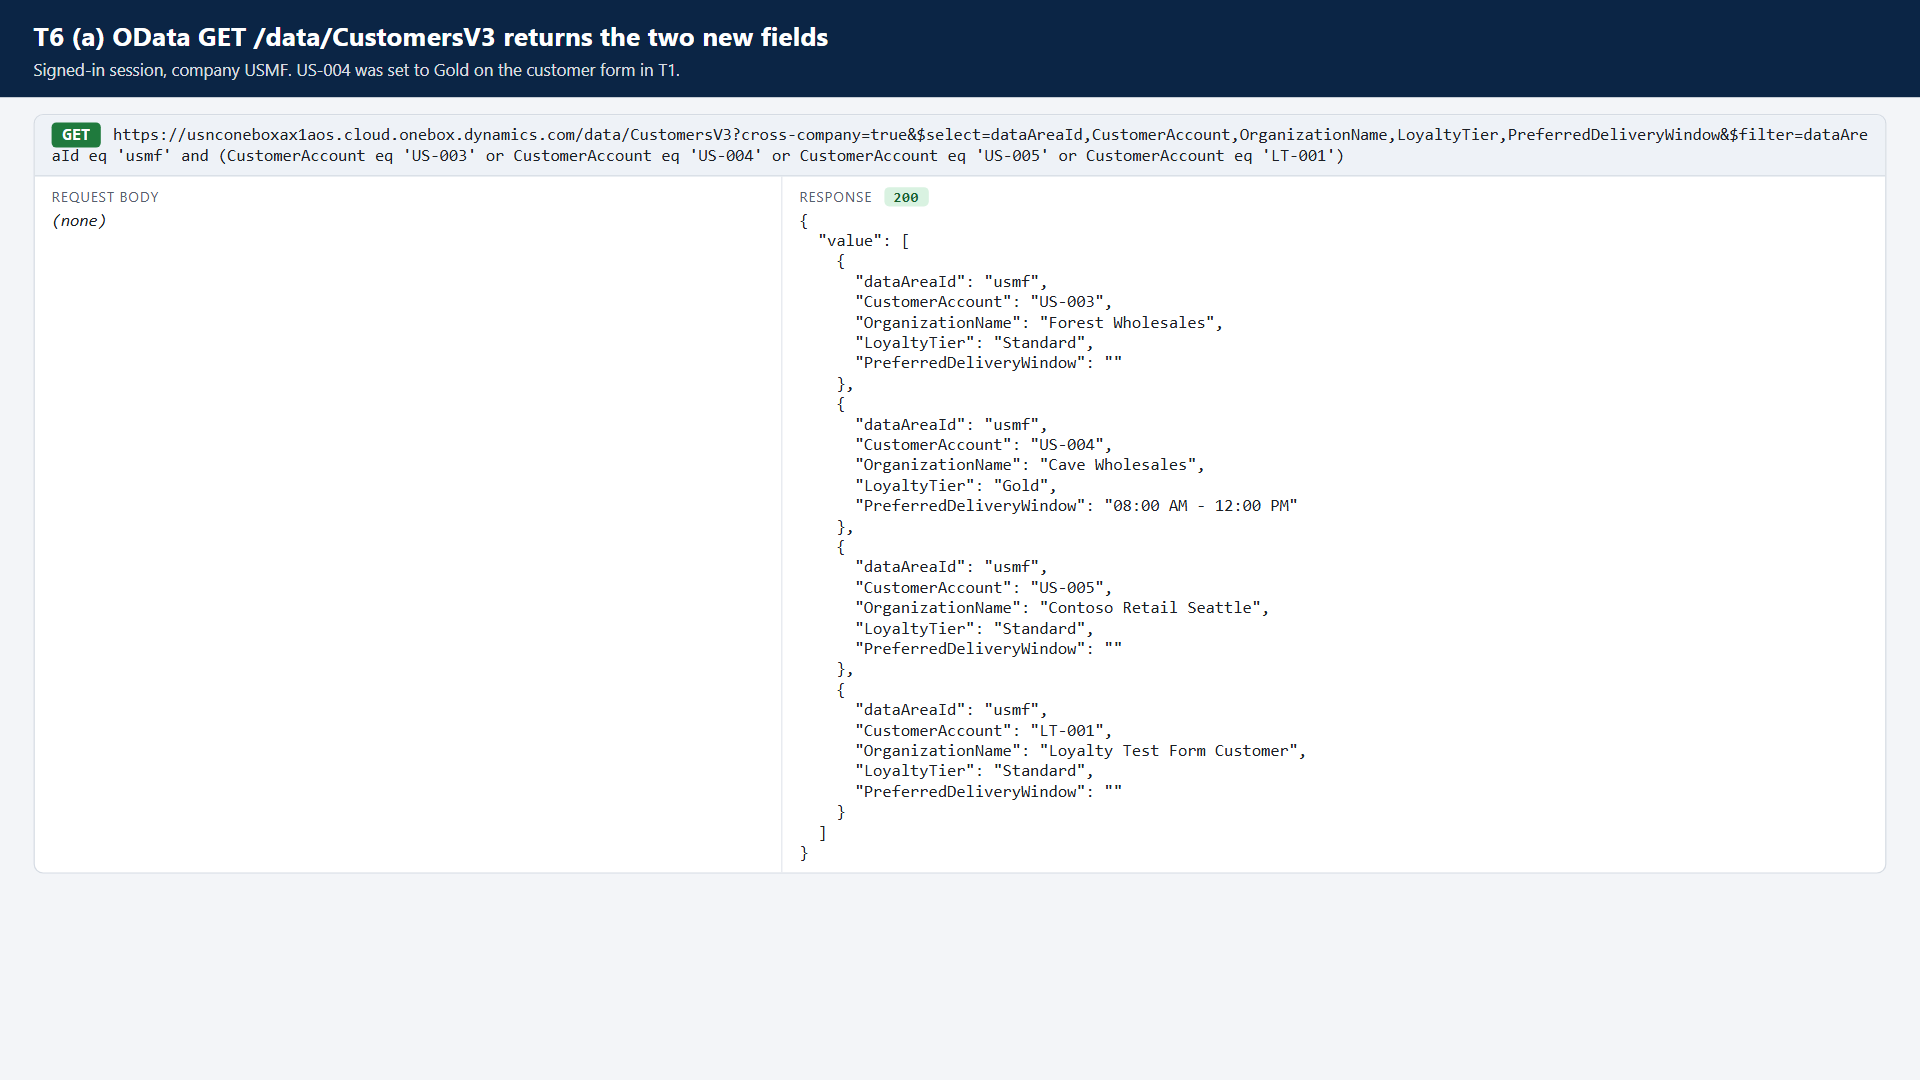 T6 (a) OData GET /data/CustomersV3 returns the two new fields
Signed-in session, company USMF. US-004 was set to Gold on the customer form in T1.
GET https://usnconeboxax1aos.cloud.onebox.dynamics.com/data/CustomersV3?cross-company=true&$select=dataAreaId,CustomerAccount,OrganizationName,LoyaltyTier,PreferredDeliveryWindow&$filter=dataAre
aId eq 'usmf' and (CustomerAccount eq 'US-003' or CustomerAccount eq 'US-004' or CustomerAccount eq 'US-005' or CustomerAccount eq 'LT-001')
REQUEST BODY
(none)
RESPONSE 200
{
  "value": [
    {
      "dataAreaId": "usmf",
      "CustomerAccount": "US-003",
      "OrganizationName": "Forest Wholesales",
      "LoyaltyTier": "Standard",
      "PreferredDeliveryWindow": ""
    },
    {
      "dataAreaId": "usmf",
      "CustomerAccount": "US-004",
      "OrganizationName": "Cave Wholesales",
      "LoyaltyTier": "Gold",
      "PreferredDeliveryWindow": "08:00 AM - 12:00 PM"
    },
    {
      "dataAreaId": "usmf",
      "CustomerAccount": "US-005",
      "OrganizationName": "Contoso Retail Seattle",
      "LoyaltyTier": "Standard",
      "PreferredDeliveryWindow": ""
    },
    {
      "dataAreaId": "usmf",
      "CustomerAccount": "LT-001",
      "OrganizationName": "Loyalty Test Form Customer",
      "LoyaltyTier": "Standard",
      "PreferredDeliveryWindow": ""
    }
  ]
}